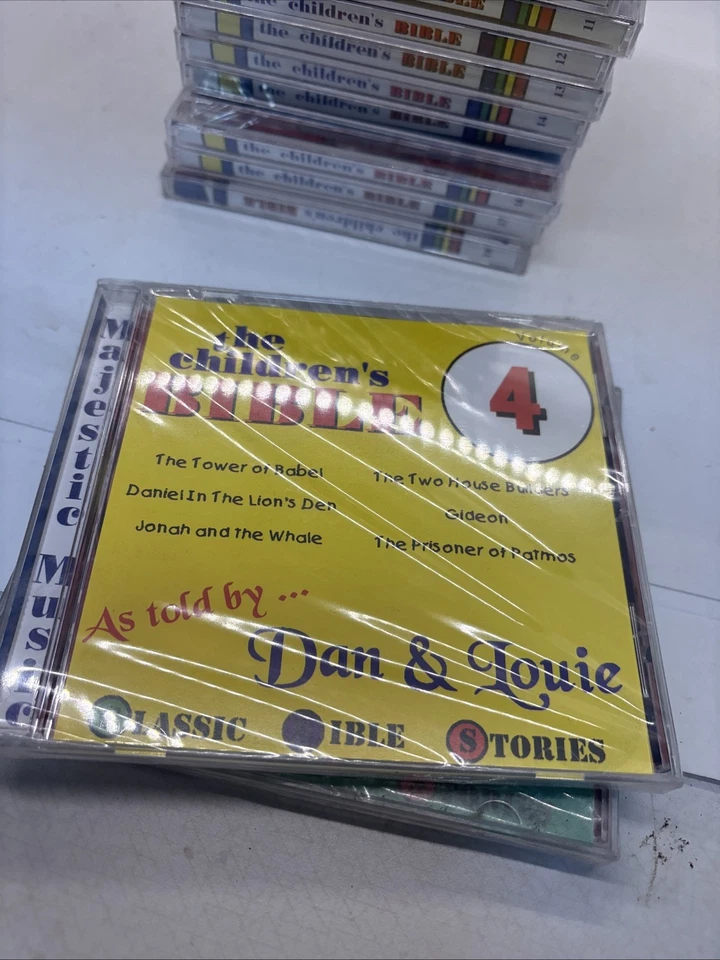 BIBLE
the children's BIBLE 11
the children's BIBLE 12
the children's BIBLE 13
the children's BIBLE 14
the children's BIBLE
the children's BIBLE 17
the children's BIBLE
Majestic Music
the
children's
BIBLE
Volume
4
The Tower of Babel
Daniel In The Lion's Den
Jonah and the Whale
The Two House Builders
Gideon
The Prisoner of Patmos
As told by ...
Dan & Louie
CLASSIC BIBLE STORIES